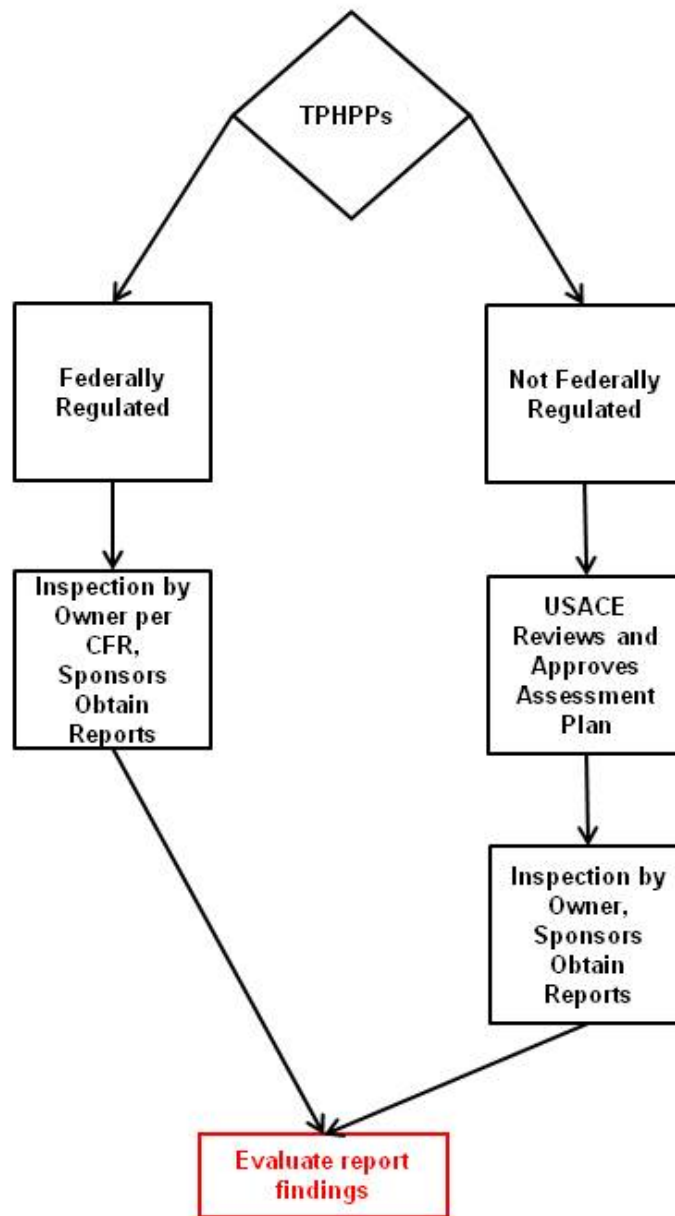 TPHPPs
Federally
Regulated
Not Federally
Regulated
Inspection by
Owner per
CFR,
Sponsors
Obtain
Reports
USACE
Reviews and
Approves
Assessment
Plan
Inspection by
Owner,
Sponsors
Obtain
Reports
Evaluate report
findings